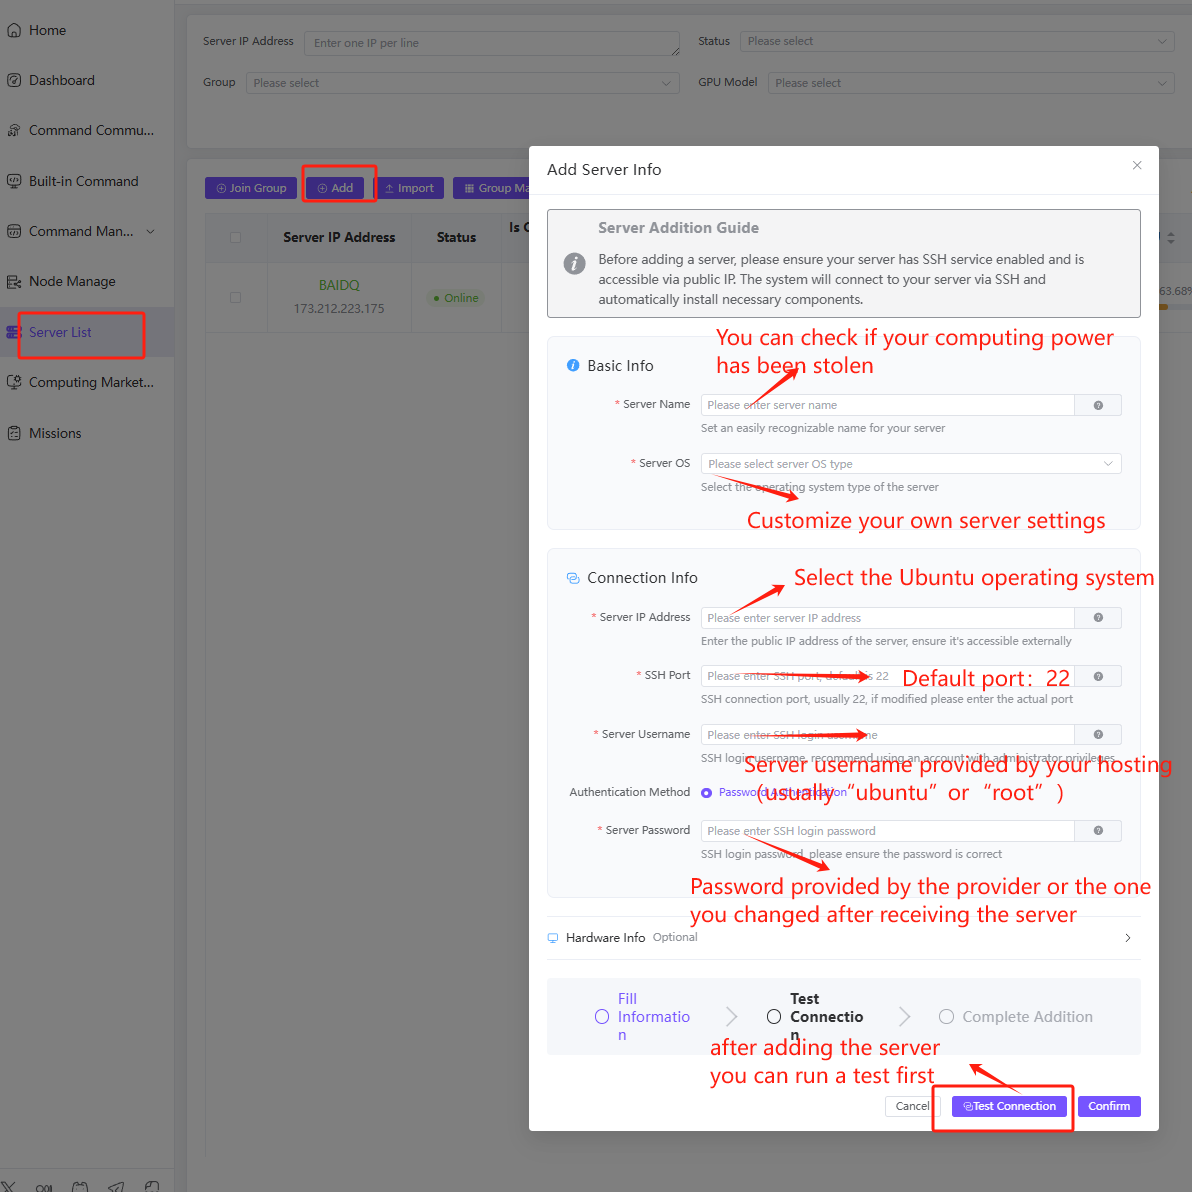 Home
Dashboard
Command Commu...
Built-in Command
Command Man...
Node Manage
Server List
Computing Market...
Missions
Server IP Address
Enter one IP per line
Status
Please select
Group
Please select
GPU Model
Please select
Join Group
Add
Import
Group Ma
Server IP Address
Status
Is C
BAIDQ
173.212.223.175
Online
63.68%
Add Server Info
Server Addition Guide
Before adding a server, please ensure your server has SSH service enabled and is
accessible via public IP. The system will connect to your server via SSH and
automatically install necessary components.
You can check if your computing power
has been stolen
Basic Info
* Server Name
Please enter server name
Set an easily recognizable name for your server
* Server OS
Please select server OS type
Select the operating system type of the server
Customize your own server settings
Connection Info
Select the Ubuntu operating system
* Server IP Address
Please enter server IP address
Enter the public IP address of the server, ensure it's accessible externally
* SSH Port
Please enter SSH port, default is 22
Default port：22
SSH connection port, usually 22, if modified please enter the actual port
* Server Username
Please enter SSH login username
SSH login username, recommend using an account with administrator privileges
Server username provided by your hosting
（usually “ubuntu” or “root” ）
Authentication Method
Password Authentication
* Server Password
Please enter SSH login password
SSH login password, please ensure the password is correct
Password provided by the provider or the one
you changed after receiving the server
Hardware Info Optional
Fill
Informatio
n
Test
Connectio
n
Complete Addition
after adding the server
you can run a test first
Cancel
Test Connection
Confirm